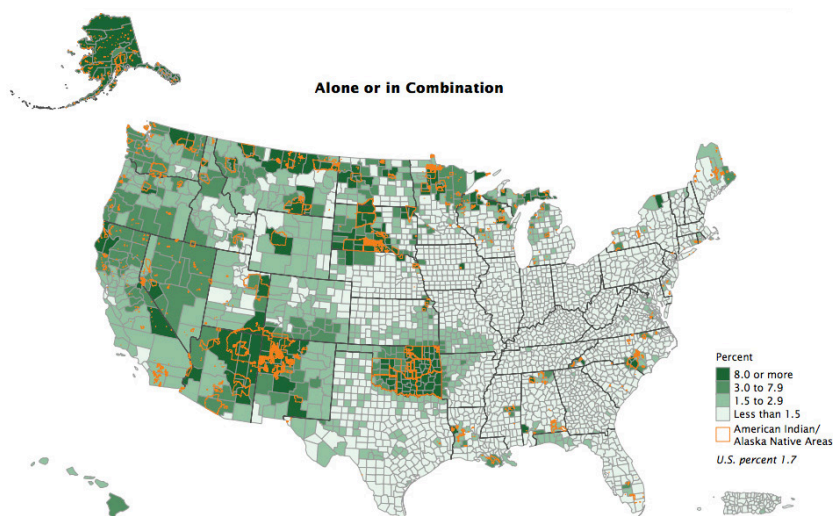 Alone or in Combination
Percent
8.0 or more
3.0 to 7.9
1.5 to 2.9
Less than 1.5
American Indian/
Alaska Native Areas
U.S. percent 1.7